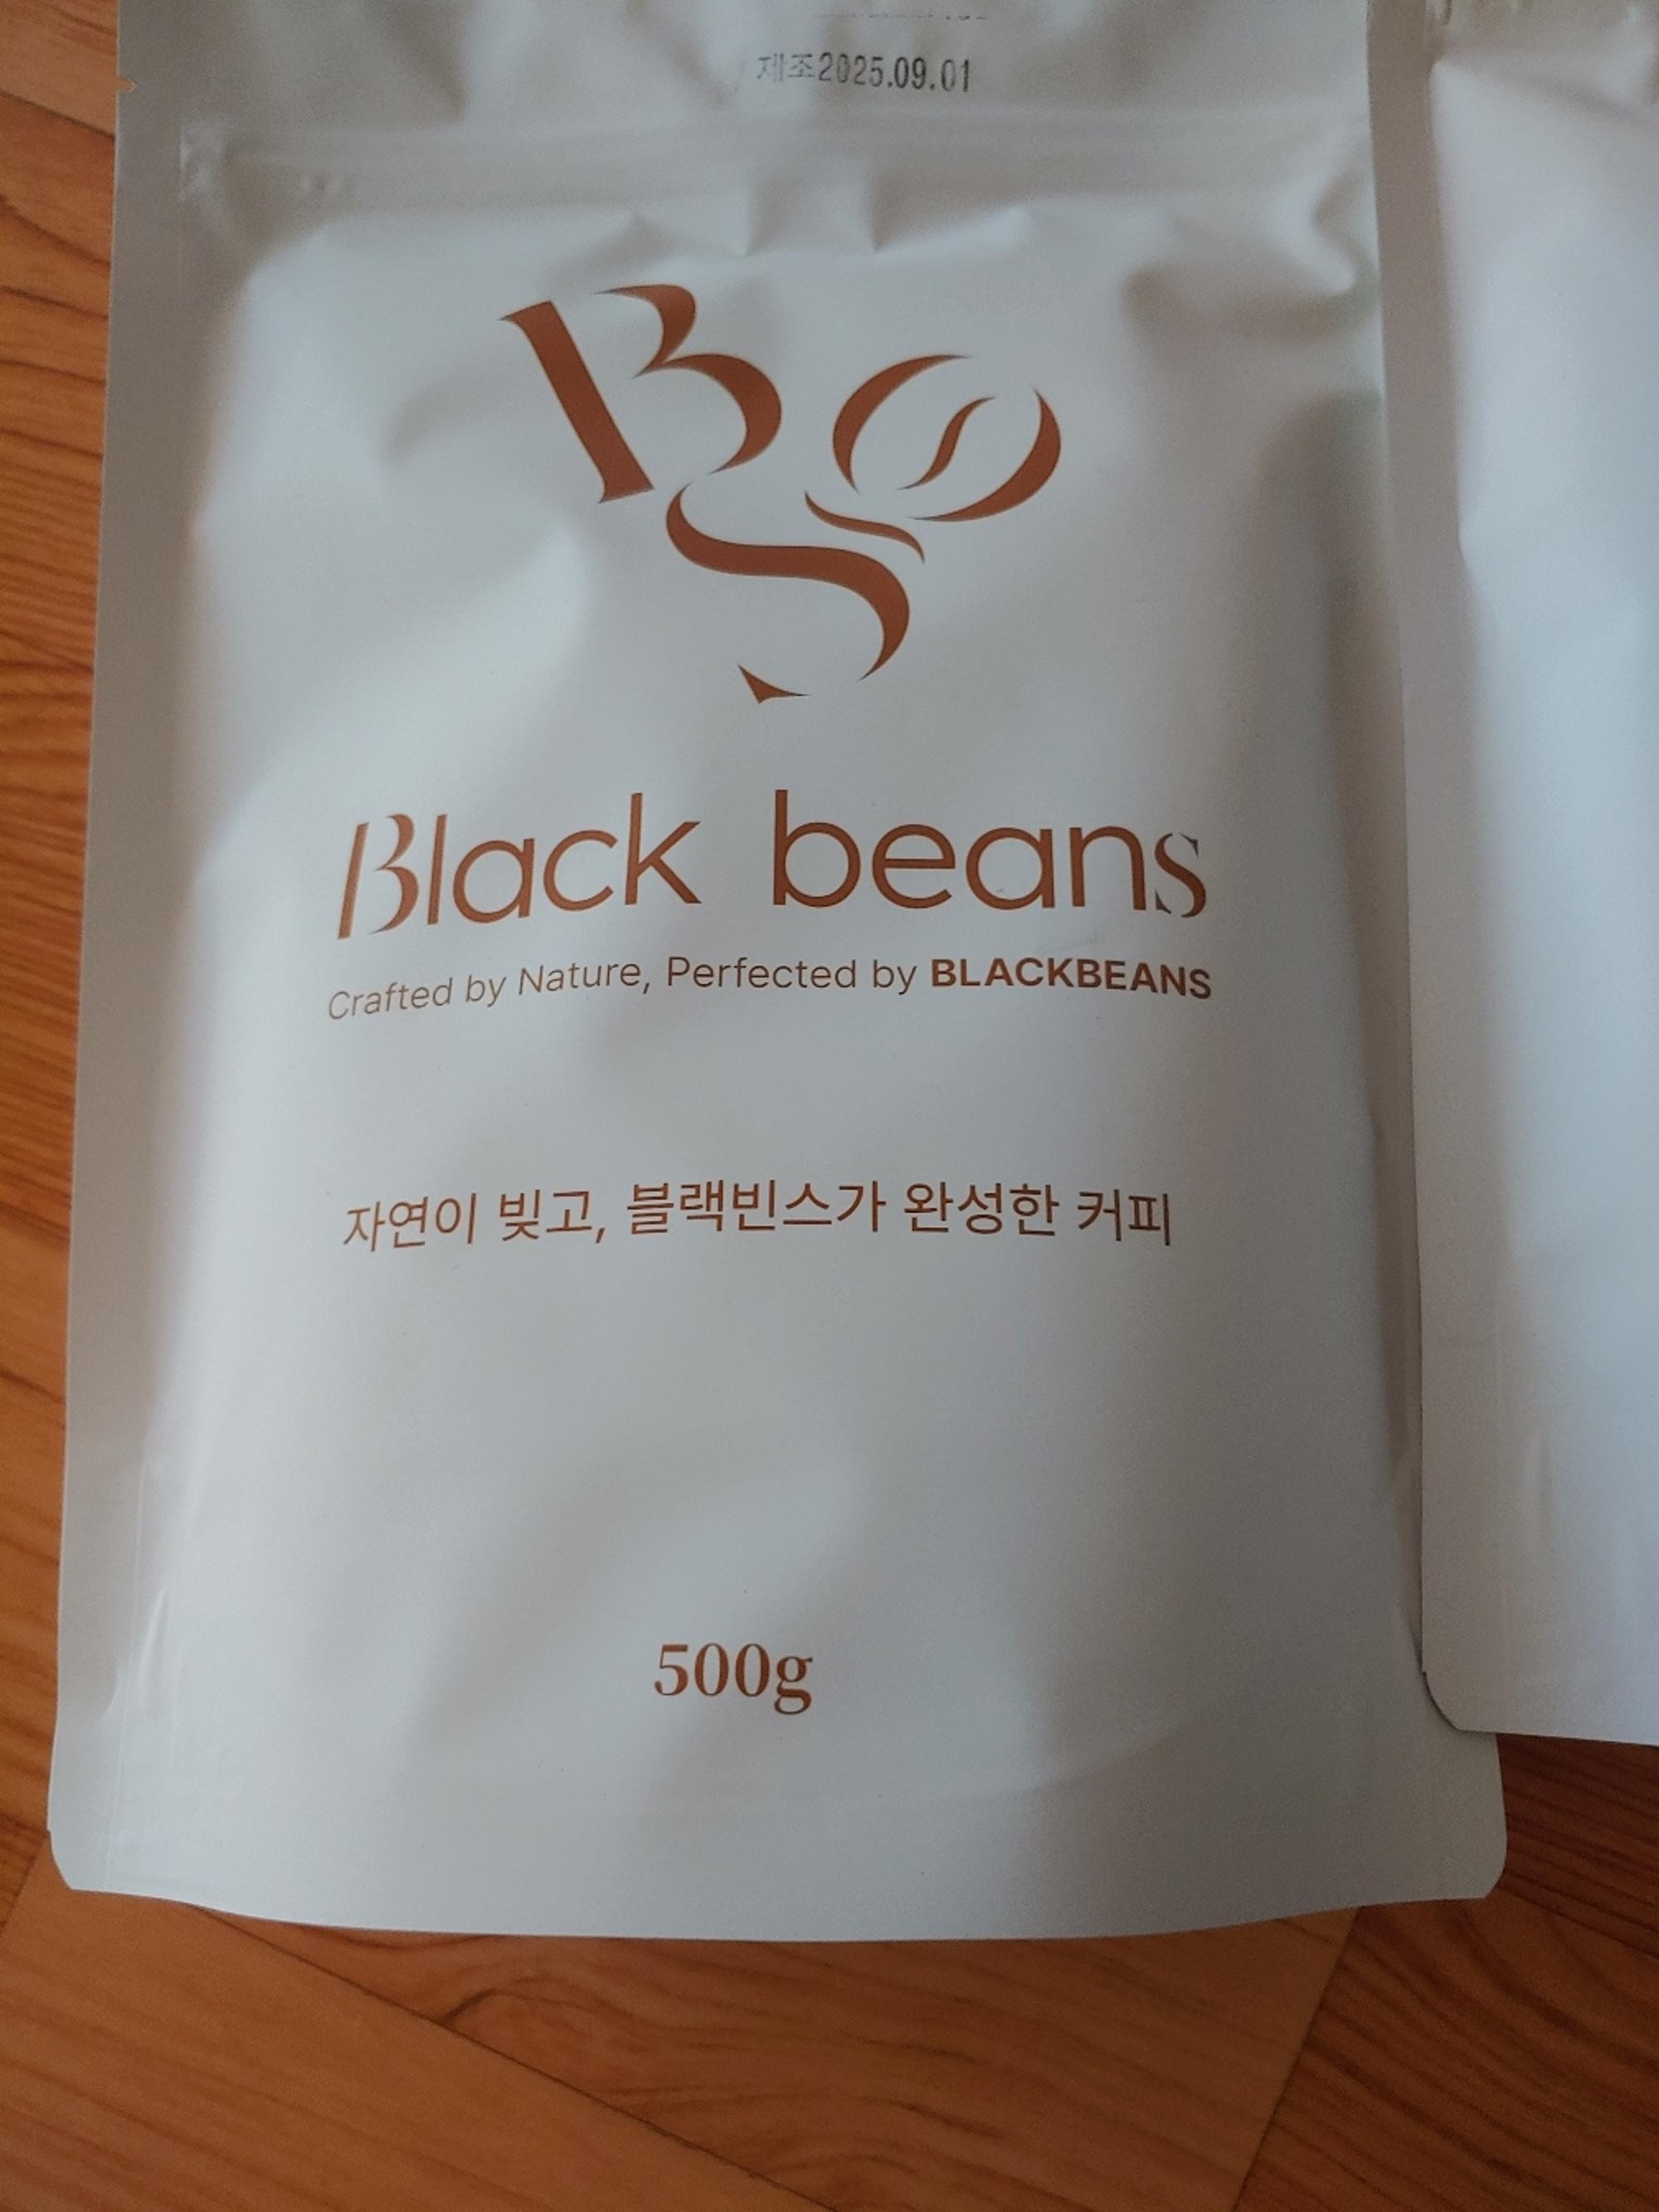 제조2025.09.01
BS
Black beans
Crafted by Nature, Perfected by BLACKBEANS
자연이 빚고, 블랙빈스가 완성한 커피
500g